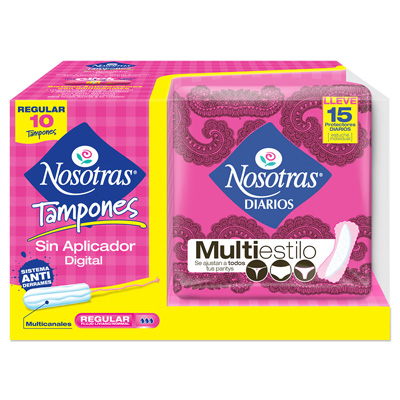 REGULAR
10
Tampones
Nosotras®
Tampones
Sin Aplicador
Digital
SISTEMA
ANTI
DERRAMES
Multicanales
REGULAR
LLEVE
15
Protectores
DIARIOS
Nosotras®
DIARIOS
Multiestilo
Se ajustan a todos
Tus pantys